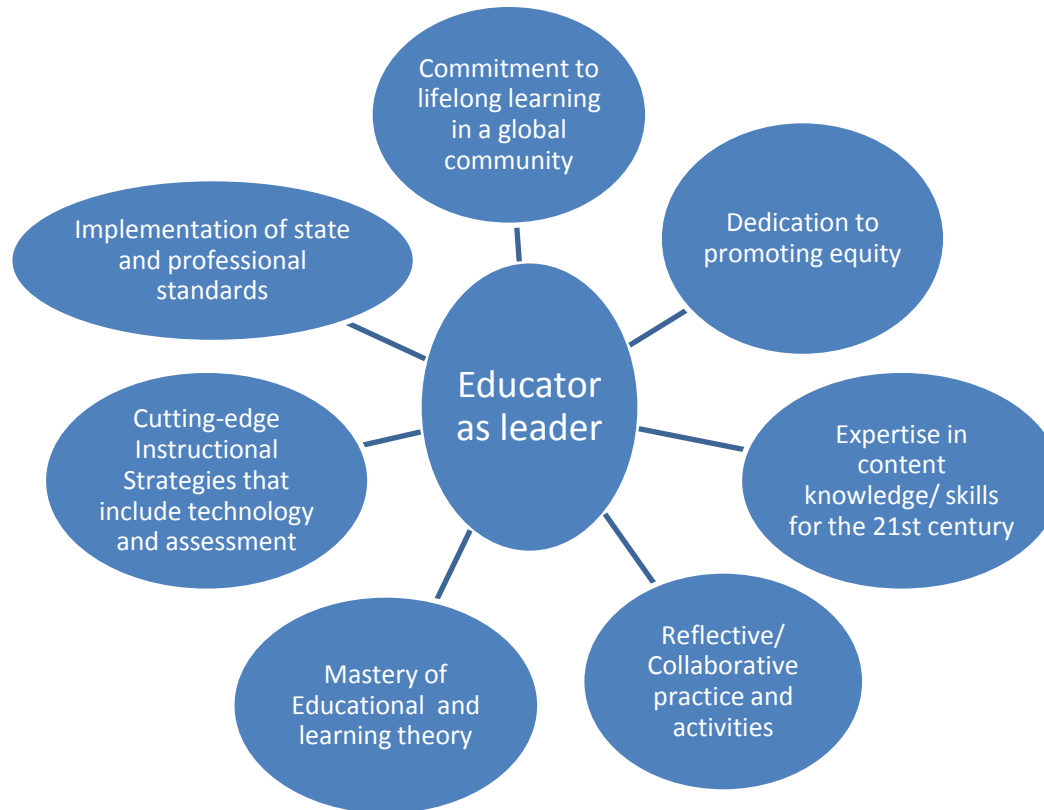 Commitment to
lifelong learning
in a global
community
Dedication to
promoting equity
Expertise in
content
knowledge/ skills
for the 21st century
Reflective/
Collaborative
practice and
activities
Mastery of
Educational  and
learning theory
Cutting-edge
Instructional
Strategies that
include technology
and assessment
Implementation of state
and professional
standards
Educator
as leader